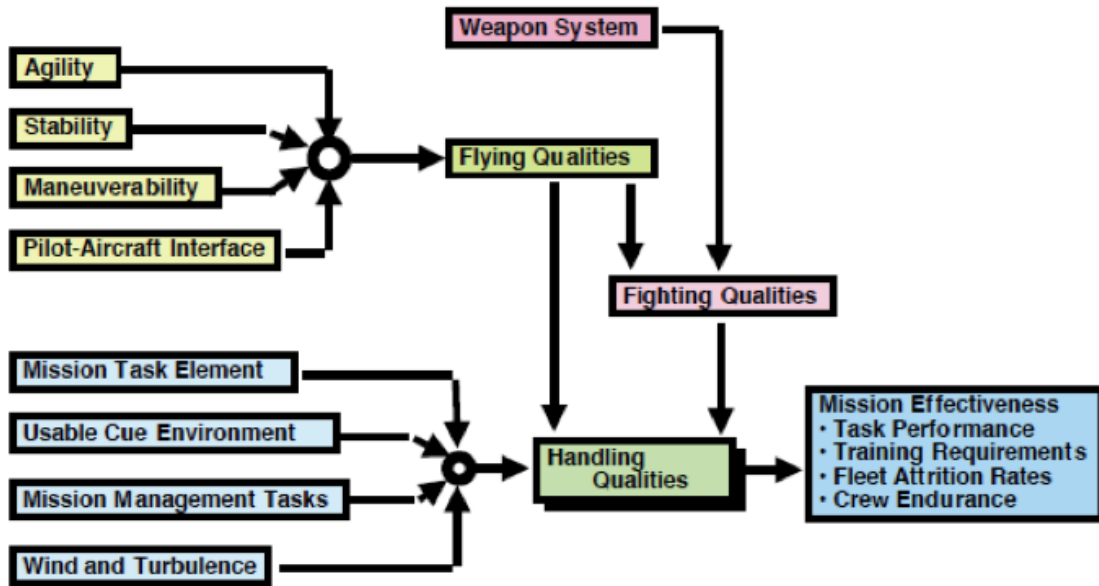 Weapon System
Agility
Stability
Maneuverability
Pilot-Aircraft Interface
Flying Qualities
Fighting Qualities
Mission Task Element
Usable Cue Environment
Mission Management Tasks
Wind and Turbulence
Handling
Qualities
Mission Effectiveness
• Task Performance
• Training Requirements
• Fleet Attrition Rates
• Crew Endurance